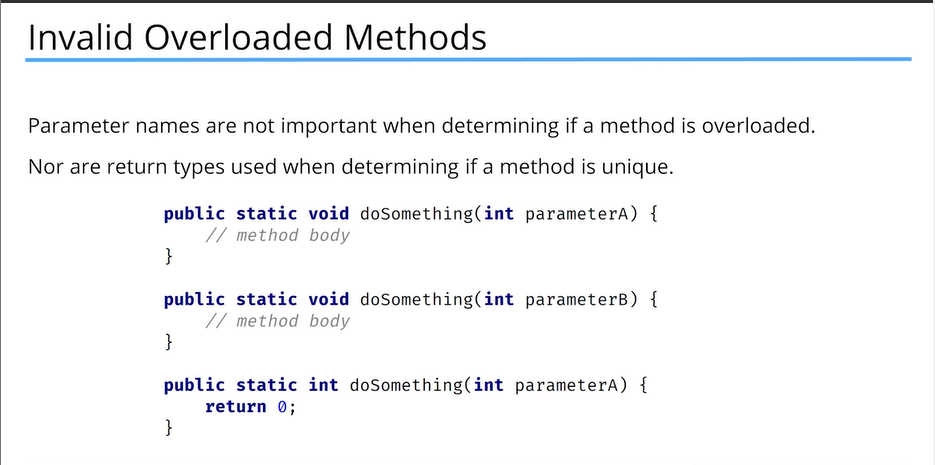 Invalid Overloaded Methods
Parameter names are not important when determining if a method is overloaded.
Nor are return types used when determining if a method is unique.
public static void doSomething(int parameterA) {
    // method body
}
public static void doSomething(int parameterB) {
    // method body
}
public static int doSomething(int parameterA) {
    return 0;
}